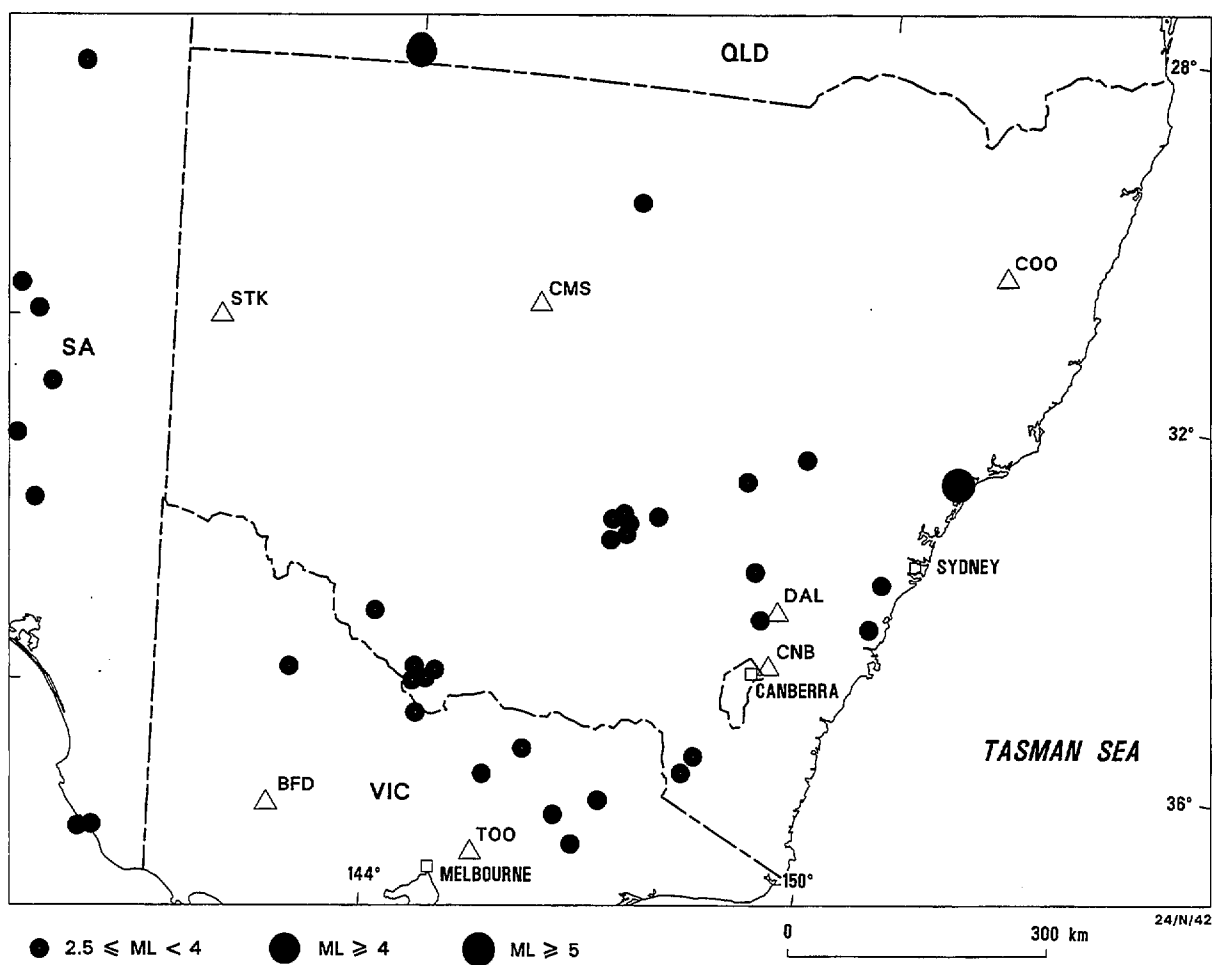 QLD
28°
COO
CMS
STK
SA
32°
SYDNEY
DAL
CNB
CANBERRA
TASMAN SEA
BFD
VIC
36°
TOO
MELBOURNE
144°
150°
24/N/42
2.5 ≤ ML < 4
ML ≥ 4
ML ≥ 5
0 300 km